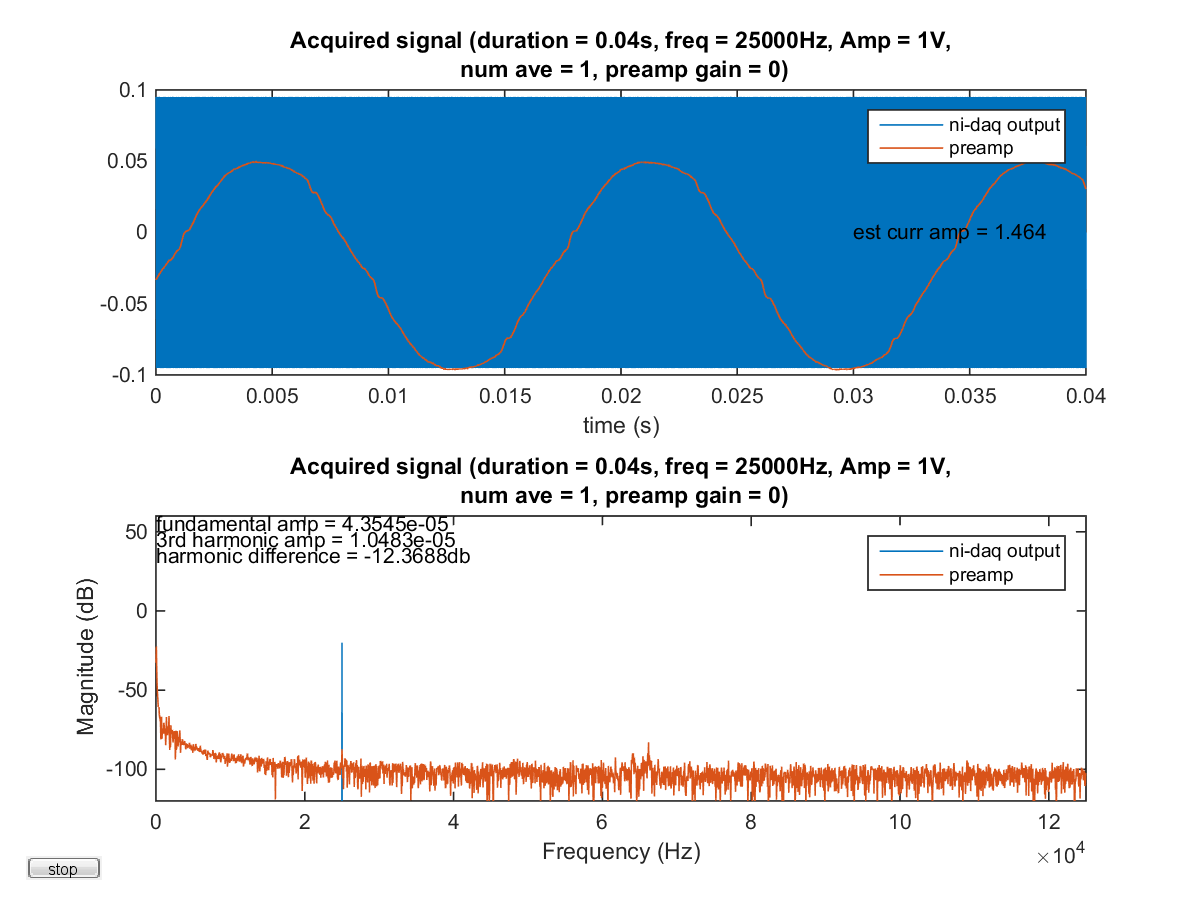 Acquired signal (duration = 0.04s, freq = 25000Hz, Amp = 1V,
num ave = 1, preamp gain = 0)
0.1
0.05
0
-0.05
-0.1
ni-daq output
preamp
est curr amp = 1.464
0 0.005 0.01 0.015 0.02 0.025 0.03 0.035 0.04
time (s)
Acquired signal (duration = 0.04s, freq = 25000Hz, Amp = 1V,
num ave = 1, preamp gain = 0)
fundamental amp = 4.3545e-05
3rd harmonic amp = 1.0483e-05
harmonic difference = -12.3688db
ni-daq output
preamp
Magnitude (dB)
50
0
-50
-100
0 2 4 6 8 10 12
×10⁴
Frequency (Hz)
stop